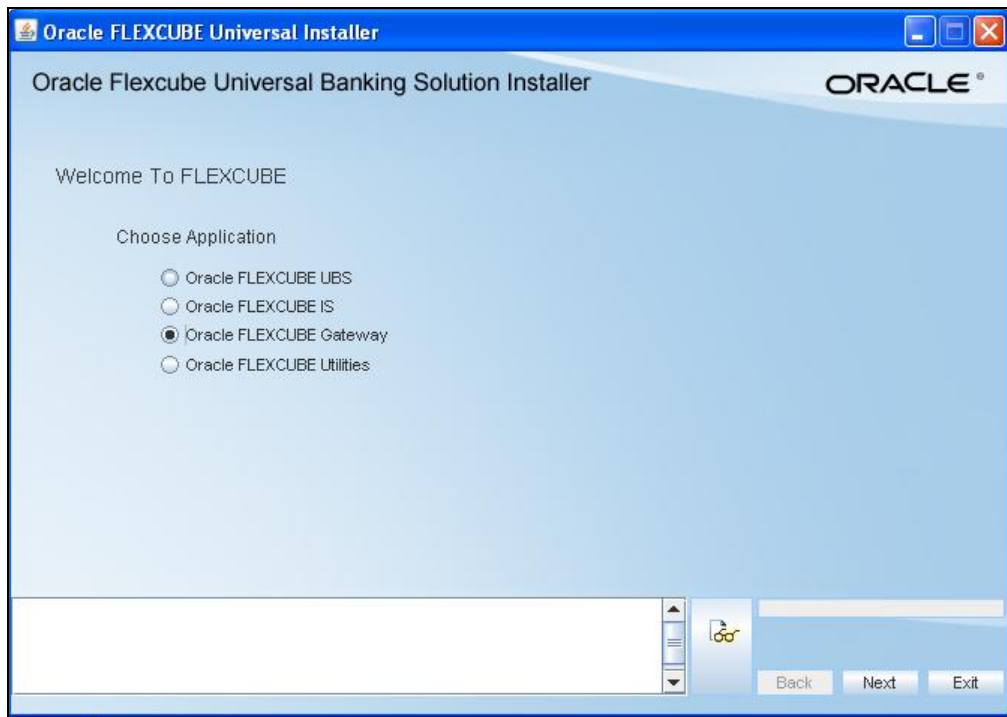 Oracle FLEXCUBE Universal Installer
Oracle Flexcube Universal Banking Solution Installer
ORACLE®
Welcome To FLEXCUBE
Choose Application
Oracle FLEXCUBE UBS
Oracle FLEXCUBE IS
Oracle FLEXCUBE Gateway
Oracle FLEXCUBE Utilities
Back Next Exit